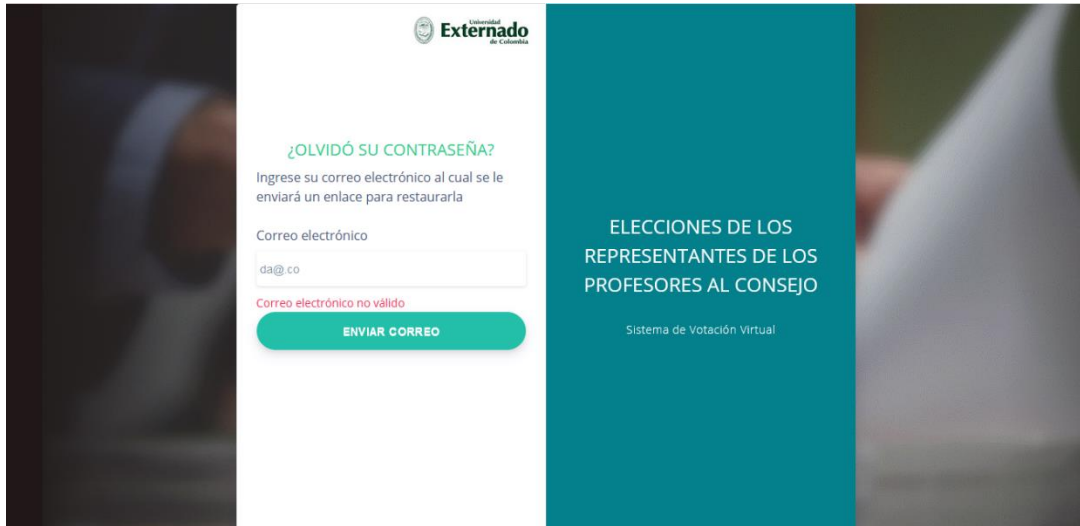 Universidad
Externado
de Colombia
¿OLVIDÓ SU CONTRASEÑA?
Ingrese su correo electrónico al cual se le
enviará un enlace para restaurarla
Correo electrónico
da@.co
Correo electrónico no válido
ENVIAR CORREO
ELECCIONES DE LOS
REPRESENTANTES DE LOS
PROFESORES AL CONSEJO
Sistema de Votación Virtual